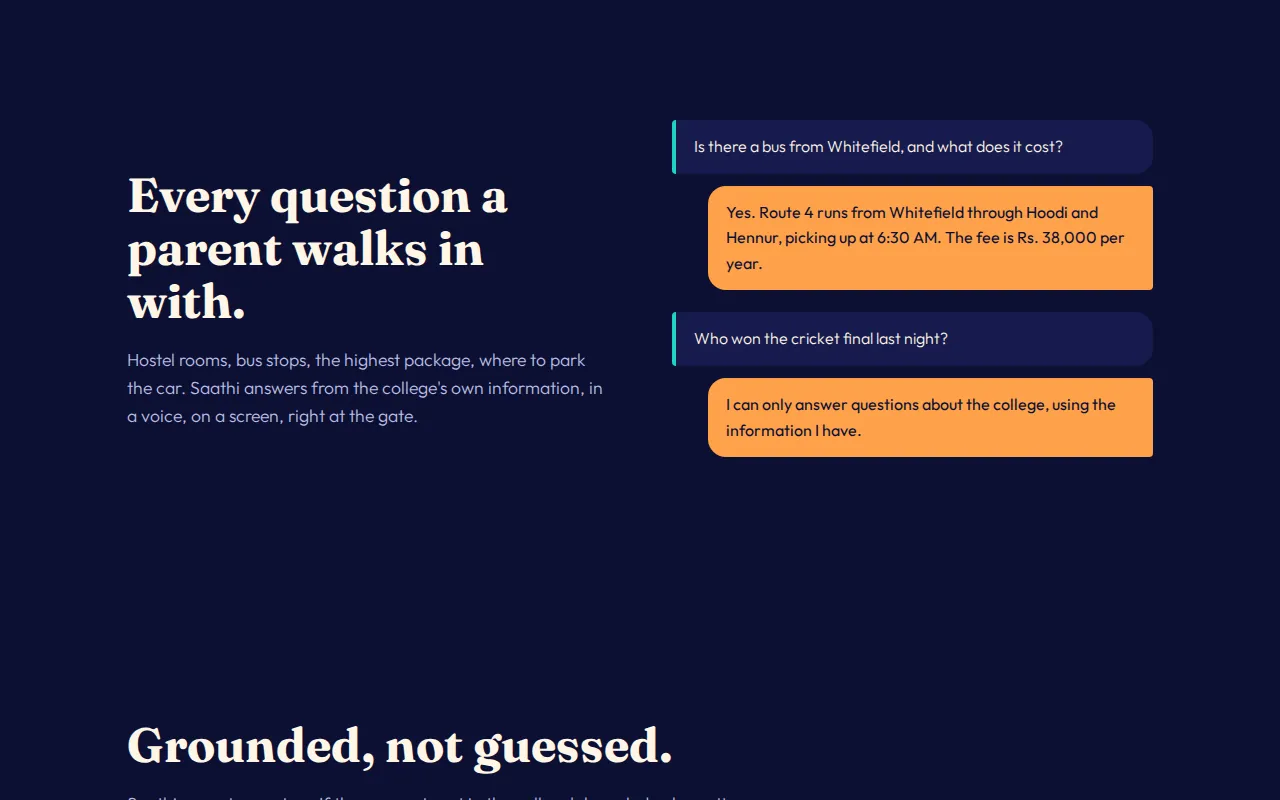 Every question a
parent walks in
with.
Hostel rooms, bus stops, the highest package, where to park
the car. Saathi answers from the college's own information, in
a voice, on a screen, right at the gate.
Is there a bus from Whitefield, and what does it cost?
Yes. Route 4 runs from Whitefield through Hoodi and
Hennur, picking up at 6:30 AM. The fee is Rs. 38,000 per
year.
Who won the cricket final last night?
I can only answer questions about the college, using the
information I have.
Grounded, not guessed.